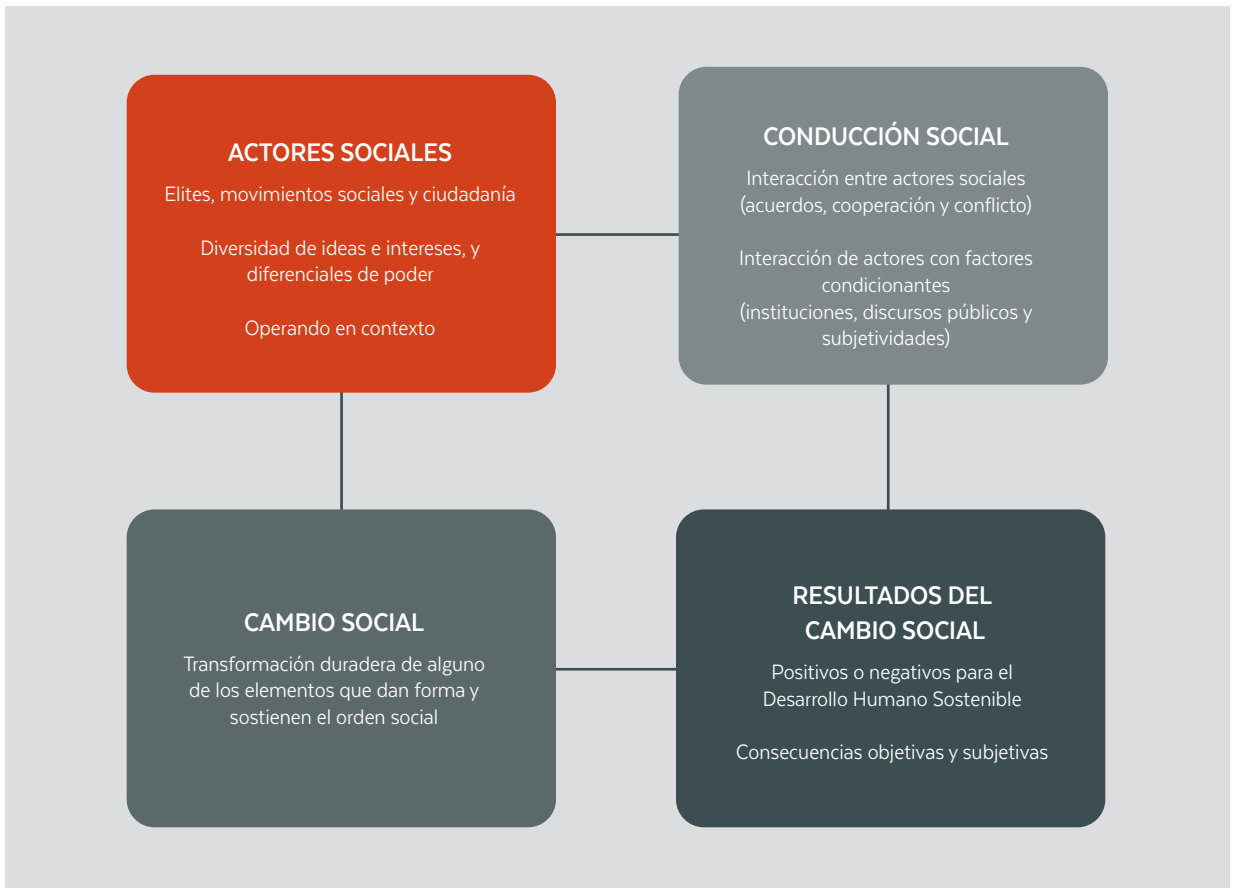 ACTORES SOCIALES
Elites, movimientos sociales y ciudadanía
Diversidad de ideas e intereses, y
diferenciales de poder
Operando en contexto
CONDUCCIÓN SOCIAL
Interacción entre actores sociales
(acuerdos, cooperación y conflicto)
Interacción de actores con factores
condicionantes
(instituciones, discursos públicos y
subjetividades)
CAMBIO SOCIAL
Transformación duradera de alguno
de los elementos que dan forma y
sostienen el orden social
RESULTADOS DEL
CAMBIO SOCIAL
Positivos o negativos para el
Desarrollo Humano Sostenible
Consecuencias objetivas y subjetivas